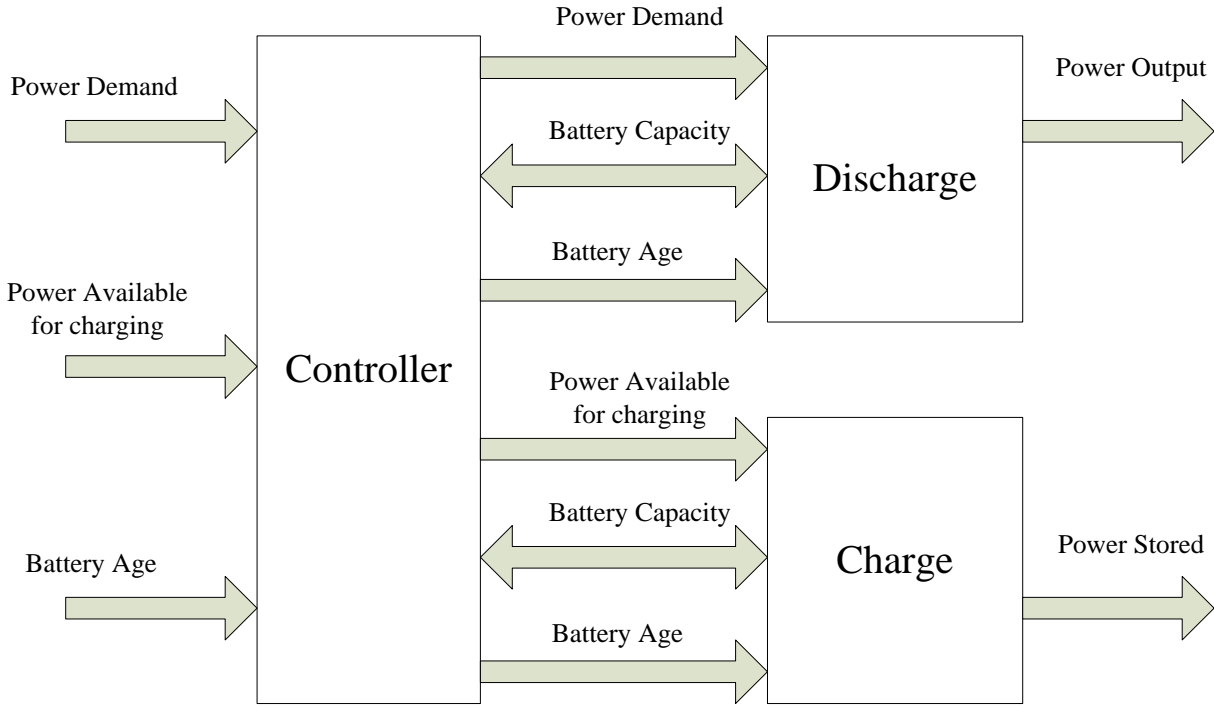 Power Demand
Power Available
for charging
Battery Age
Controller
Power Demand
Battery Capacity
Battery Age
Power Available
for charging
Battery Capacity
Battery Age
Discharge
Charge
Power Output
Power Stored